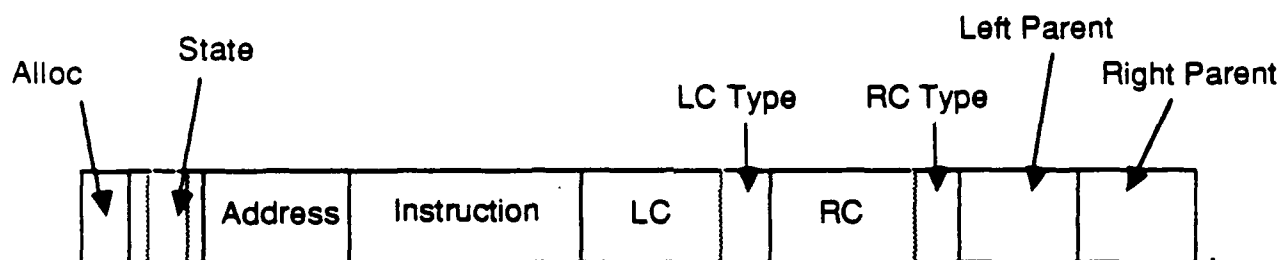 Left Parent
State
Right Parent
Alloc
LC Type
RC Type
Address
Instruction
LC
RC